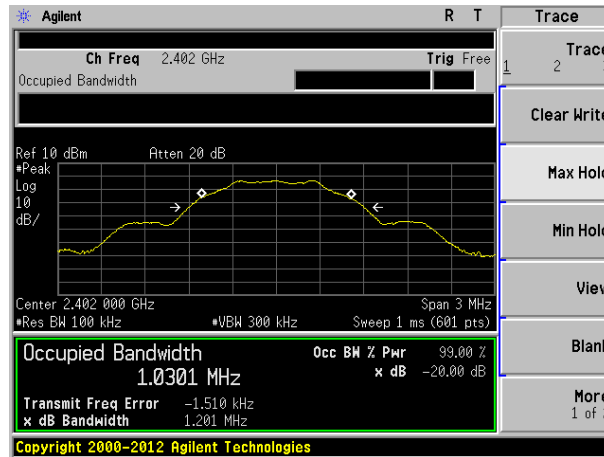 Agilent R T Trace
Ch Freq 2.402 GHz Trig Free
Occupied Bandwidth
Trace
1 2
Clear Write
Max Hold
Min Hold
View
Blank
More
1 of
Ref 10 dBm Atten 20 dB
#Peak
Log
10
dB/
Center 2.402 000 GHz Span 3 MHz
#Res BW 100 kHz #VBW 300 kHz Sweep 1 ms (601 pts)
Occupied Bandwidth Occ BW % Pwr 99.00 %
1.0301 MHz x dB -20.00 dB
Transmit Freq Error -1.510 kHz
x dB Bandwidth 1.201 MHz
Copyright 2000-2012 Agilent Technologies